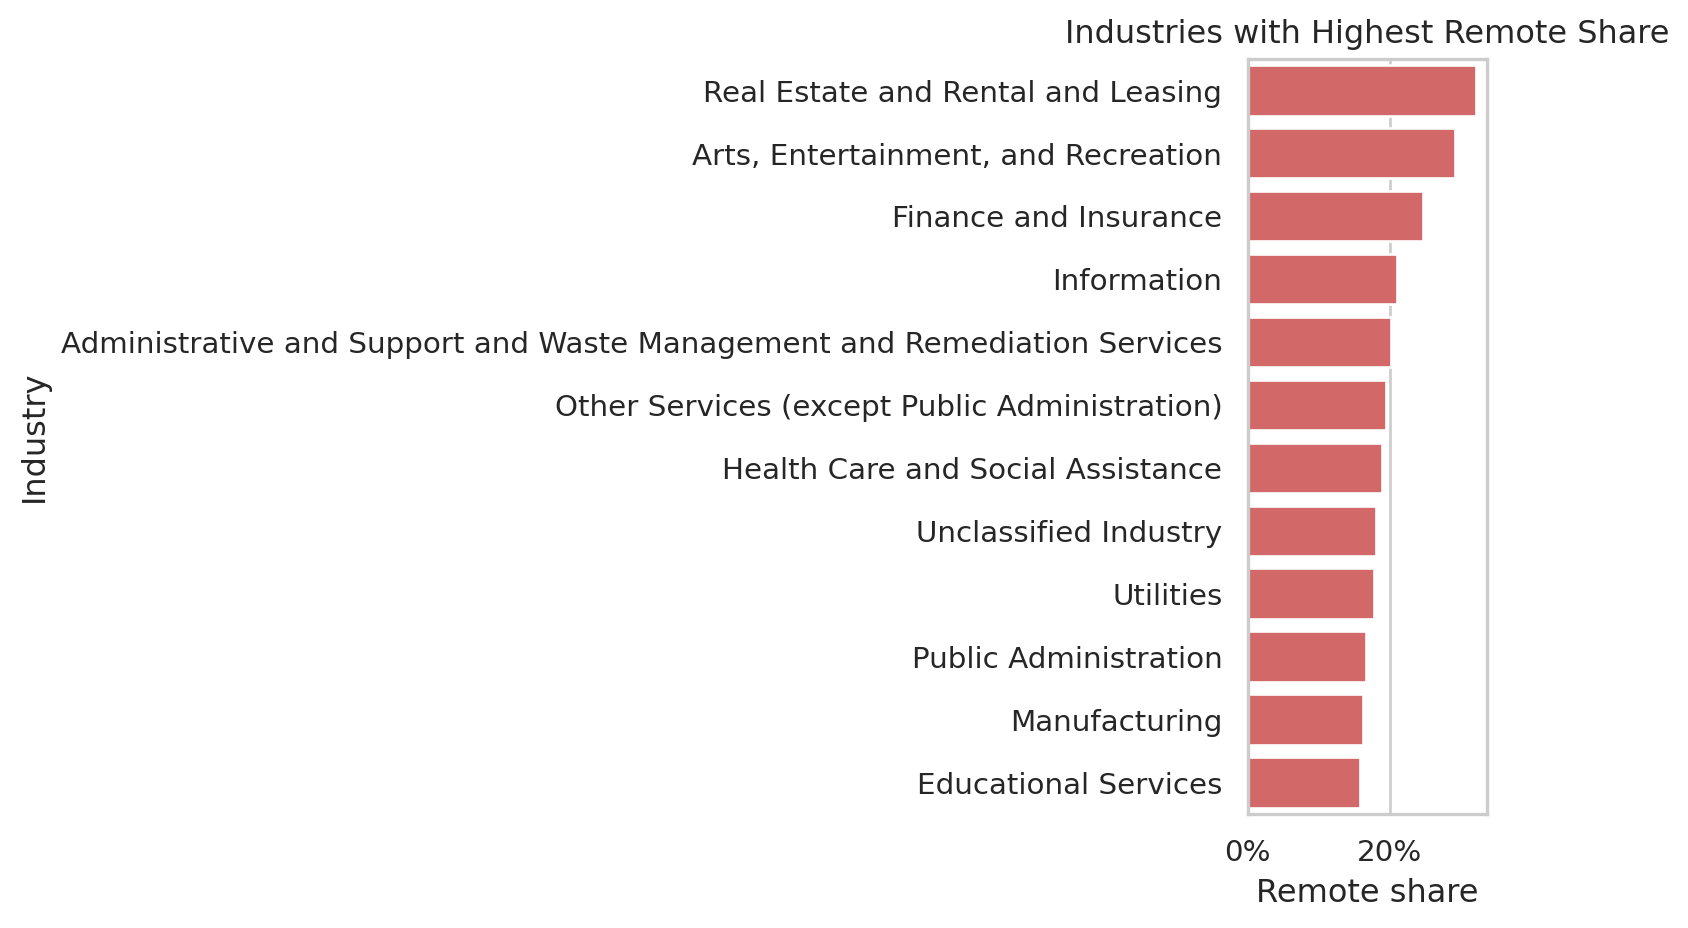 Industries with Highest Remote Share
Real Estate and Rental and Leasing
Arts, Entertainment, and Recreation
Finance and Insurance
Information
Administrative and Support and Waste Management and Remediation Services
Other Services (except Public Administration)
Health Care and Social Assistance
Unclassified Industry
Utilities
Public Administration
Manufacturing
Educational Services
Industry
0% 20%
Remote share